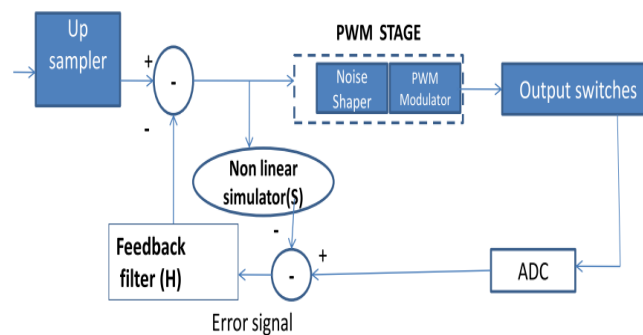 Up
sampler
PWM STAGE
+
-
-
Noise
Shaper
PWM
Modulator
Output switches
Non linear
simulator(S)
-
+
-
Feedback
filter (H)
ADC
Error signal